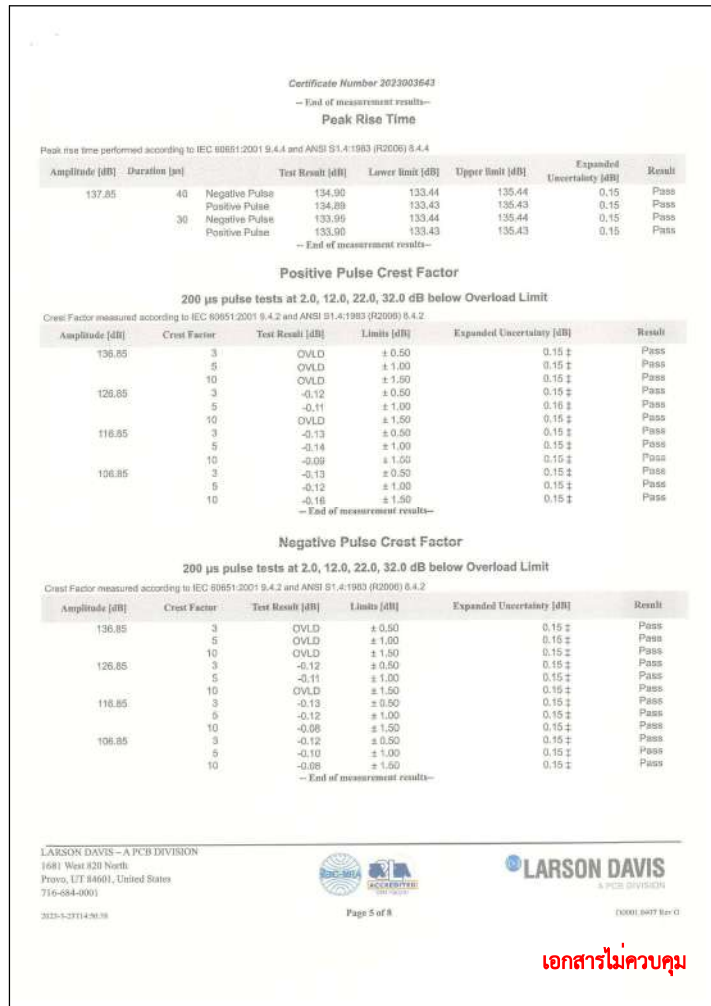 Certificate Number 2023003643
-- End of measurement results--
Peak Rise Time
Peak rise time performed according to IEC 60651:2001 9.4.4 and ANSI S1.4:1983 (R2006) 8.4.4
Amplitude [dB] Duration [µs] Test Result [dB] Lower limit [dB] Upper limit [dB] Expanded Uncertainty [dB] Result
137.85 40 Negative Pulse 134.90 133.44 135.44 0.15 Pass
Positive Pulse 134.89 133.43 135.43 0.15 Pass
30 Negative Pulse 133.95 133.44 135.44 0.15 Pass
Positive Pulse 133.90 133.43 135.43 0.15 Pass
-- End of measurement results--
Positive Pulse Crest Factor
200 µs pulse tests at 2.0, 12.0, 22.0, 32.0 dB below Overload Limit
Crest Factor measured according to IEC 60651:2001 9.4.2 and ANSI S1.4:1983 (R2006) 8.4.2
Amplitude [dB] Crest Factor Test Result [dB] Limits [dB] Expanded Uncertainty [dB] Result
136.85 3 OVLD ± 0.50 0.15 ‡ Pass
5 OVLD ± 1.00 0.15 ‡ Pass
10 OVLD ± 1.50 0.15 ‡ Pass
126.85 3 -0.12 ± 0.50 0.15 ‡ Pass
5 -0.11 ± 1.00 0.16 ‡ Pass
10 OVLD ± 1.50 0.15 ‡ Pass
116.85 3 -0.13 ± 0.50 0.15 ‡ Pass
5 -0.14 ± 1.00 0.15 ‡ Pass
10 -0.09 ± 1.50 0.15 ‡ Pass
106.85 3 -0.13 ± 0.50 0.15 ‡ Pass
5 -0.12 ± 1.00 0.15 ‡ Pass
10 -0.16 ± 1.50 0.15 ‡ Pass
-- End of measurement results--
Negative Pulse Crest Factor
200 µs pulse tests at 2.0, 12.0, 22.0, 32.0 dB below Overload Limit
Crest Factor measured according to IEC 60651:2001 9.4.2 and ANSI S1.4:1983 (R2006) 8.4.2
Amplitude [dB] Crest Factor Test Result [dB] Limits [dB] Expanded Uncertainty [dB] Result
136.85 3 OVLD ± 0.50 0.15 ‡ Pass
5 OVLD ± 1.00 0.15 ‡ Pass
10 OVLD ± 1.50 0.15 ‡ Pass
126.85 3 -0.12 ± 0.50 0.15 ‡ Pass
5 -0.11 ± 1.00 0.15 ‡ Pass
10 OVLD ± 1.50 0.15 ‡ Pass
116.85 3 -0.13 ± 0.50 0.15 ‡ Pass
5 -0.12 ± 1.00 0.15 ‡ Pass
10 -0.08 ± 1.50 0.15 ‡ Pass
106.85 3 -0.12 ± 0.50 0.15 ‡ Pass
5 -0.10 ± 1.00 0.15 ‡ Pass
10 -0.08 ± 1.50 0.15 ‡ Pass
-- End of measurement results--
LARSON DAVIS – A PCB DIVISION
1681 West 820 North
Provo, UT 84601, United States
716-684-0001
ACCREDITED
LARSON DAVIS
A PCB DIVISION
Page 5 of 8
เอกสารไม่ควบคุม